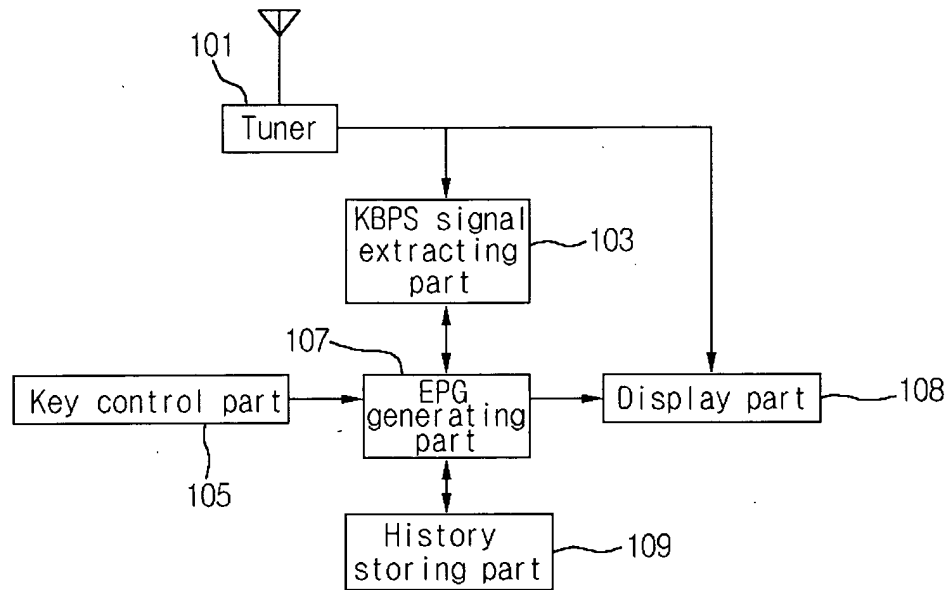 101
Tuner
KBPS signal
extracting
part
103
107
Key control part
EPG
generating
part
Display part
108
105
History
storing part
109